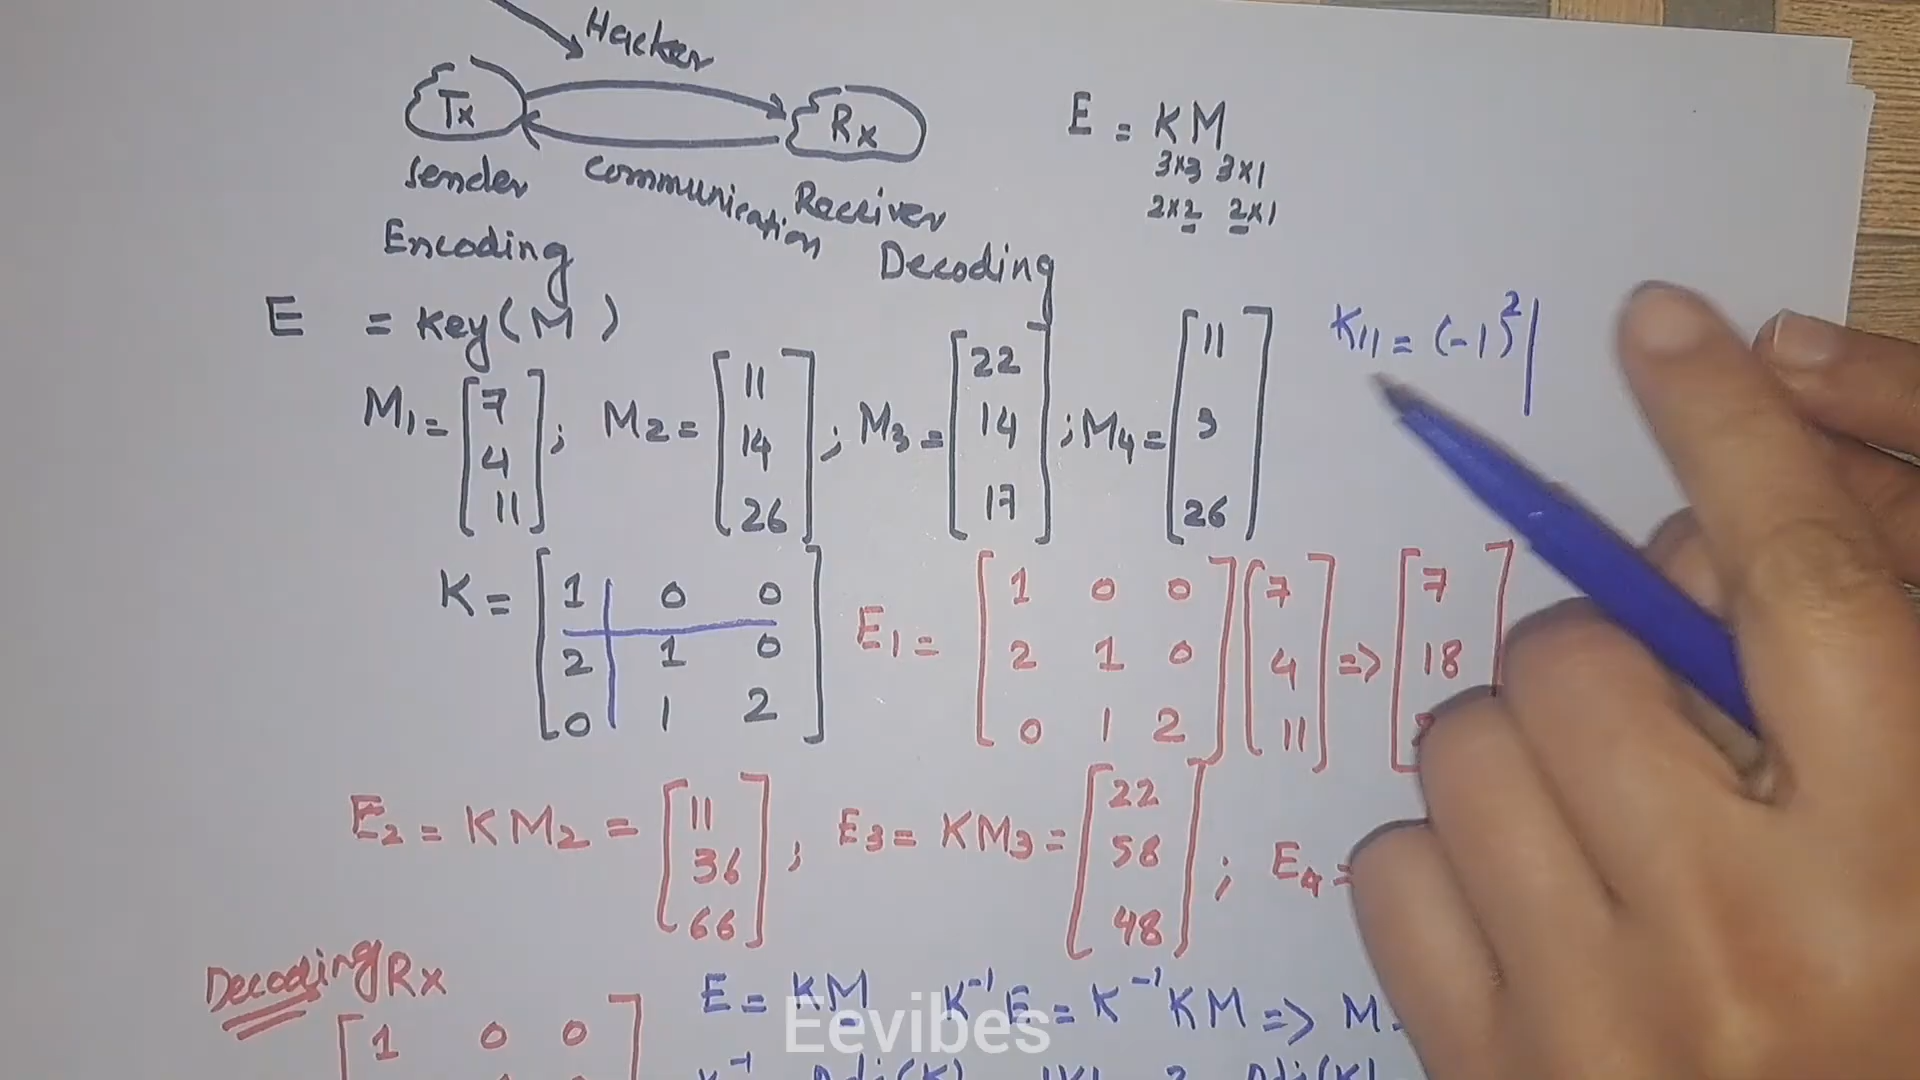 Hacker
Tx
Rx
E = KM
3x3 3x1
2x2 2x1
sender
communication
Receiver
Encoding
Decoding
E = Key(M)
K11 = (-1)^2 |
M1 = [7 4 11] ; M2 = [11 14 26] ; M3 = [22 14 17] ; M4 = [11 3 26]
K = [1 0 0
2 1 0
0 1 2]
E1 = [1 0 0
2 1 0
0 1 2] [7 4 11] => [7 18
E2 = KM2 = [11 36 66] ; E3 = KM3 = [22 58 48] ; E4 =
Decoding Rx
E = KM K^-1 E = K^-1 KM => M
1 0 0
Eevibes